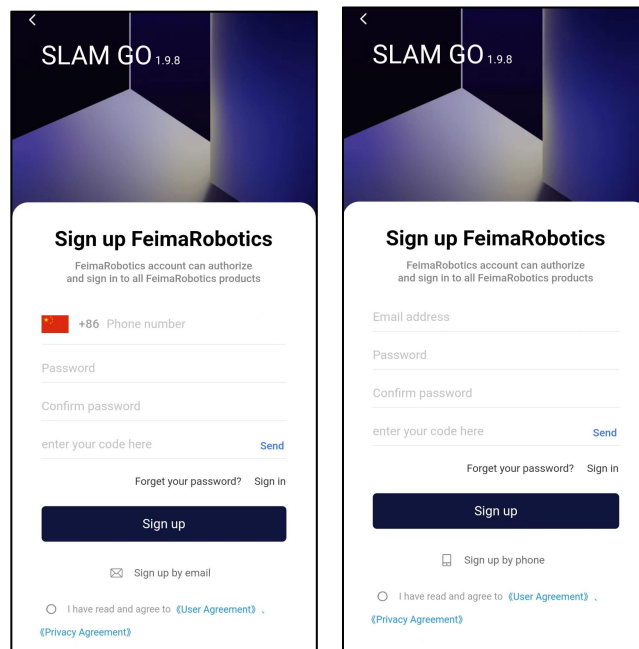 SLAM GO 1.9.8
Sign up FeimaRobotics
FeimaRobotics account can authorize
and sign in to all FeimaRobotics products
+86 Phone number
Password
Confirm password
enter your code here Send
Forget your password? Sign in
Sign up
Sign up by email
I have read and agree to 《User Agreement》 、
《Privacy Agreement》
SLAM GO 1.9.8
Sign up FeimaRobotics
FeimaRobotics account can authorize
and sign in to all FeimaRobotics products
Email address
Password
Confirm password
enter your code here Send
Forget your password? Sign in
Sign up
Sign up by phone
I have read and agree to 《User Agreement》 、
《Privacy Agreement》